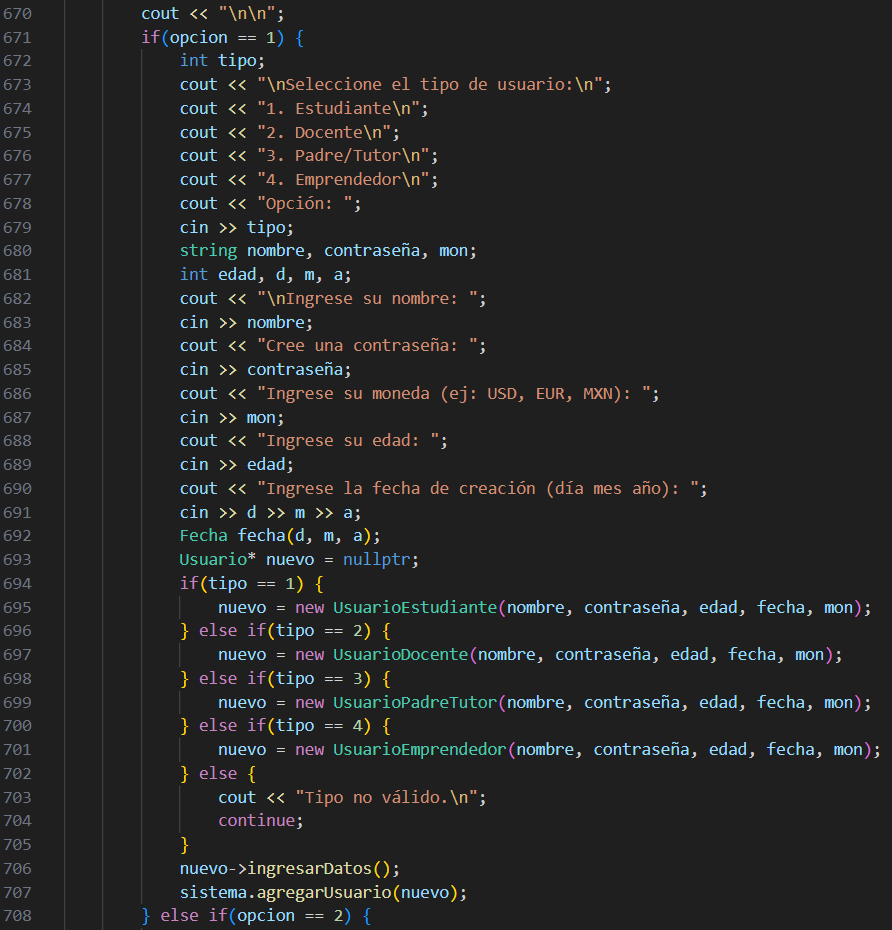 670 cout << "\n\n";
671 if(opcion == 1) {
672 int tipo;
673 cout << "\nSeleccione el tipo de usuario:\n";
674 cout << "1. Estudiante\n";
675 cout << "2. Docente\n";
676 cout << "3. Padre/Tutor\n";
677 cout << "4. Emprendedor\n";
678 cout << "Opción: ";
679 cin >> tipo;
680 string nombre, contraseña, mon;
681 int edad, d, m, a;
682 cout << "\nIngrese su nombre: ";
683 cin >> nombre;
684 cout << "Cree una contraseña: ";
685 cin >> contraseña;
686 cout << "Ingrese su moneda (ej: USD, EUR, MXN): ";
687 cin >> mon;
688 cout << "Ingrese su edad: ";
689 cin >> edad;
690 cout << "Ingrese la fecha de creación (día mes año): ";
691 cin >> d >> m >> a;
692 Fecha fecha(d, m, a);
693 Usuario* nuevo = nullptr;
694 if(tipo == 1) {
695 nuevo = new UsuarioEstudiante(nombre, contraseña, edad, fecha, mon);
696 } else if(tipo == 2) {
697 nuevo = new UsuarioDocente(nombre, contraseña, edad, fecha, mon);
698 } else if(tipo == 3) {
699 nuevo = new UsuarioPadreTutor(nombre, contraseña, edad, fecha, mon);
700 } else if(tipo == 4) {
701 nuevo = new UsuarioEmprendedor(nombre, contraseña, edad, fecha, mon);
702 } else {
703 cout << "Tipo no válido.\n";
704 continue;
705 }
706 nuevo->ingresarDatos();
707 sistema.agregarUsuario(nuevo);
708 } else if(opcion == 2) {